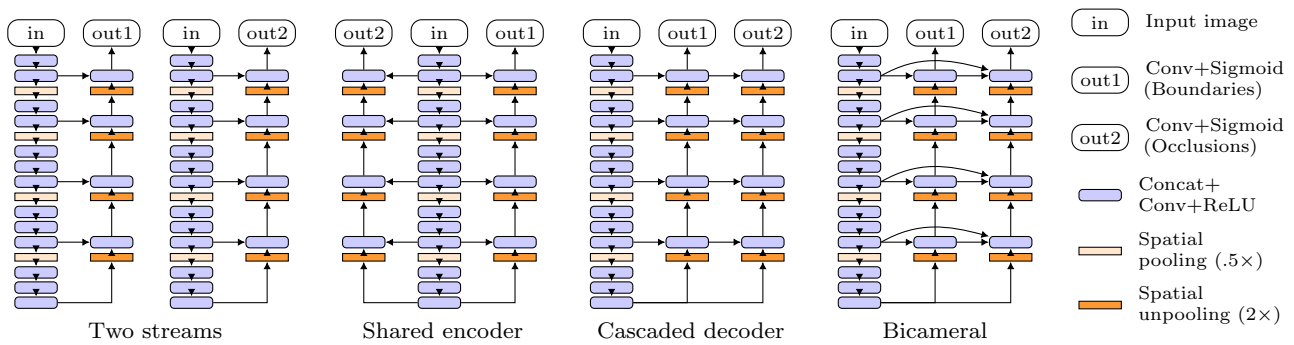 in
out1
in
out2
out2
in
out1
in
out1
out2
in
out1
out2
in
Input image
out1
Conv+Sigmoid
(Boundaries)
out2
Conv+Sigmoid
(Occlusions)
Concat+
Conv+ReLU
Spatial
pooling (.5×)
Spatial
unpooling (2×)
Two streams
Shared encoder
Cascaded decoder
Bicameral